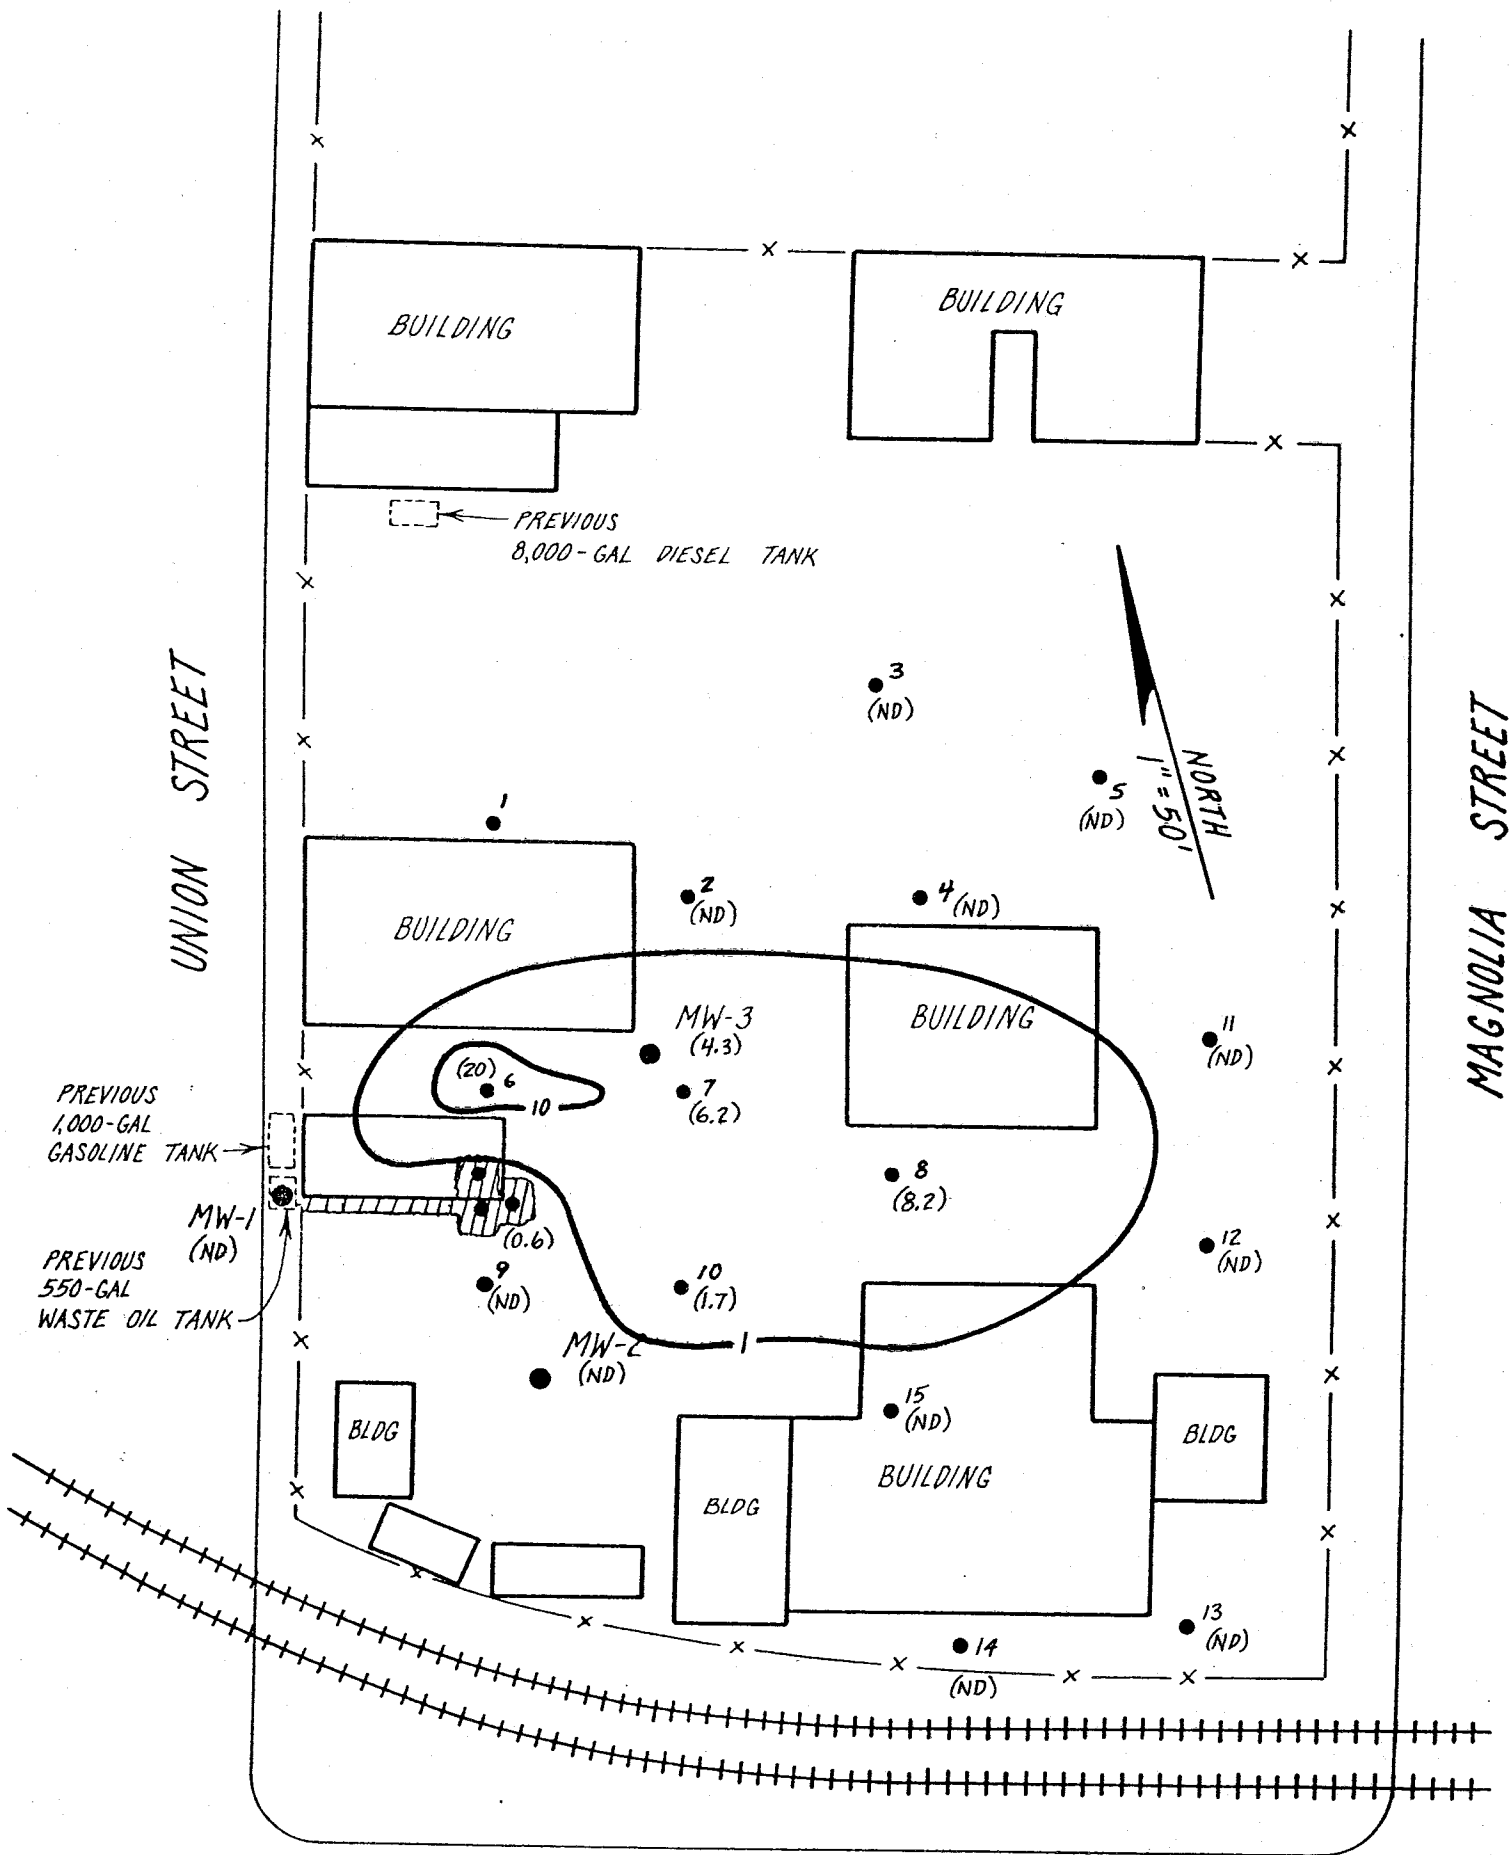 BUILDING
BUILDING
PREVIOUS
8,000-GAL DIESEL TANK
UNION STREET
MAGNOLIA STREET
NORTH
1" = 50'
3
(ND)
5
(ND)
1
2
(ND)
4 (ND)
BUILDING
BUILDING
MW-3
(4.3)
11
(ND)
(20) 6
10
7
(6.2)
PREVIOUS
1,000-GAL
GASOLINE TANK
8
(8.2)
MW-1
(ND)
(0.6)
12
(ND)
PREVIOUS
550-GAL
WASTE OIL TANK
9
(ND)
10
(1.7)
MW-2
(ND)
1
15
(ND)
BLDG
BLDG
BUILDING
BLDG
13
(ND)
14
(ND)